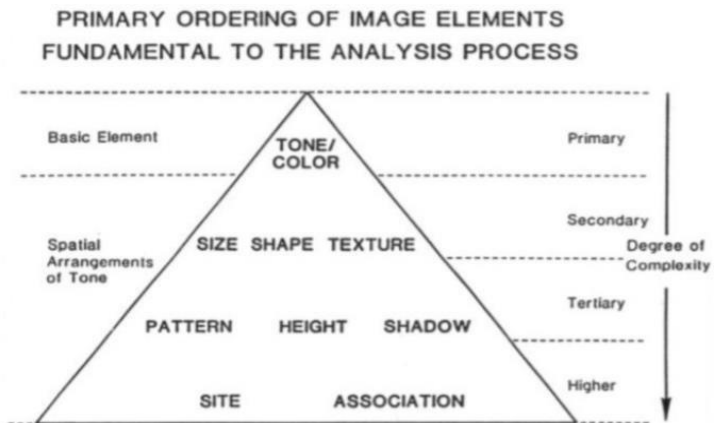 PRIMARY ORDERING OF IMAGE ELEMENTS
FUNDAMENTAL TO THE ANALYSIS PROCESS
Basic Element
TONE/
COLOR
Primary
Spatial
Arrangements
of Tone
SIZE SHAPE TEXTURE
Secondary
Degree of
Complexity
PATTERN HEIGHT SHADOW
Tertiary
SITE ASSOCIATION
Higher